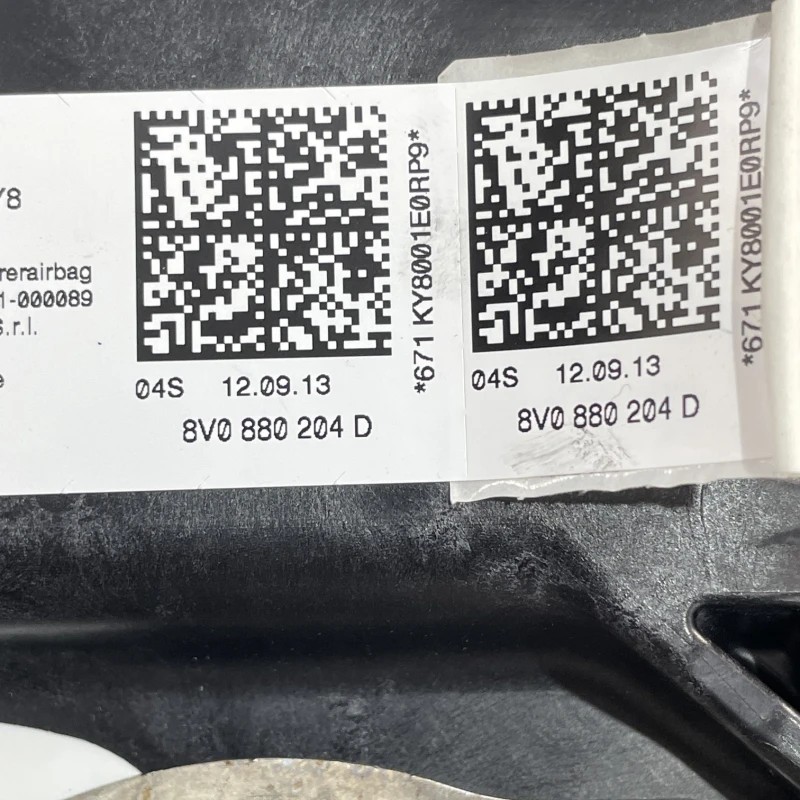 Y8
rerairbag
1-000089
S.r.l.
e
04S 12.09.13
8V0 880 204 D
*671 KY8001E0RP9*
04S 12.09.13
8V0 880 204 D
*671 KY8001E0RP9*